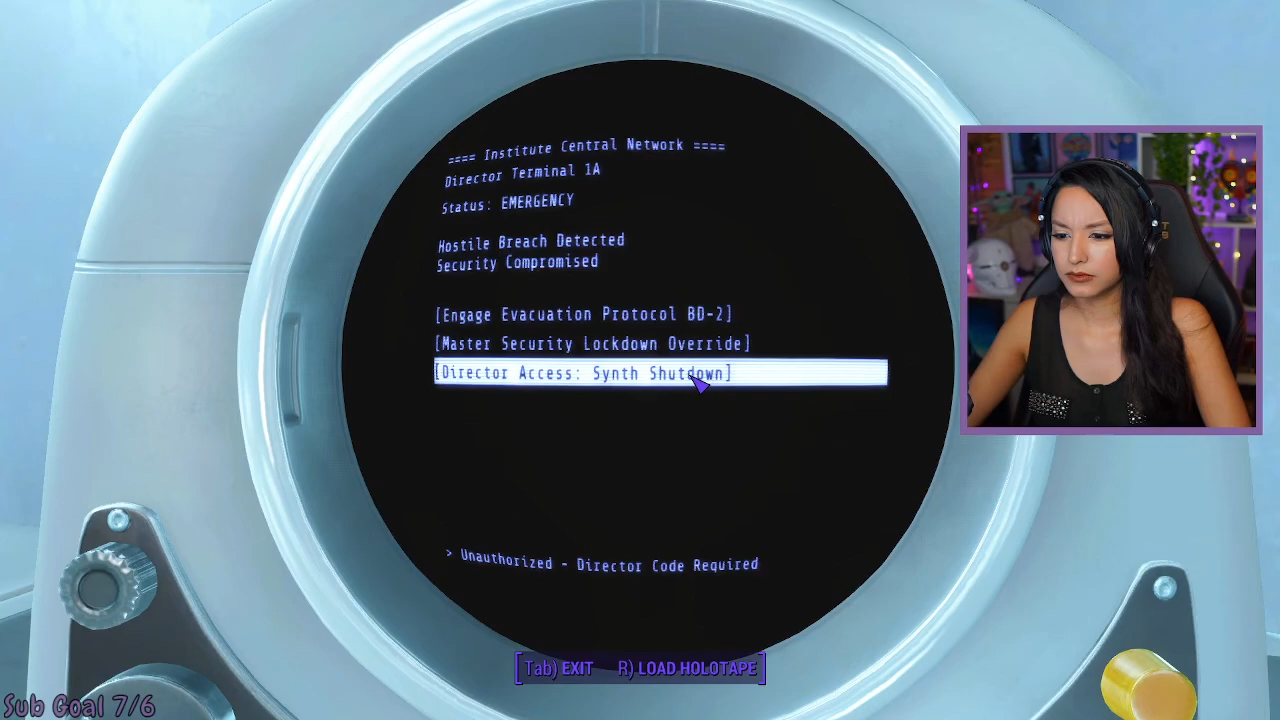 ==== Institute Central Network ====
Director Terminal 1A
Status: EMERGENCY
Hostile Breach Detected
Security Compromised
[Engage Evacuation Protocol BD-2]
[Master Security Lockdown Override]
[Director Access: Synth Shutdown]
> Unauthorized - Director Code Required
Tab) EXIT R) LOAD HOLOTAPE
Sub Goal 7/6